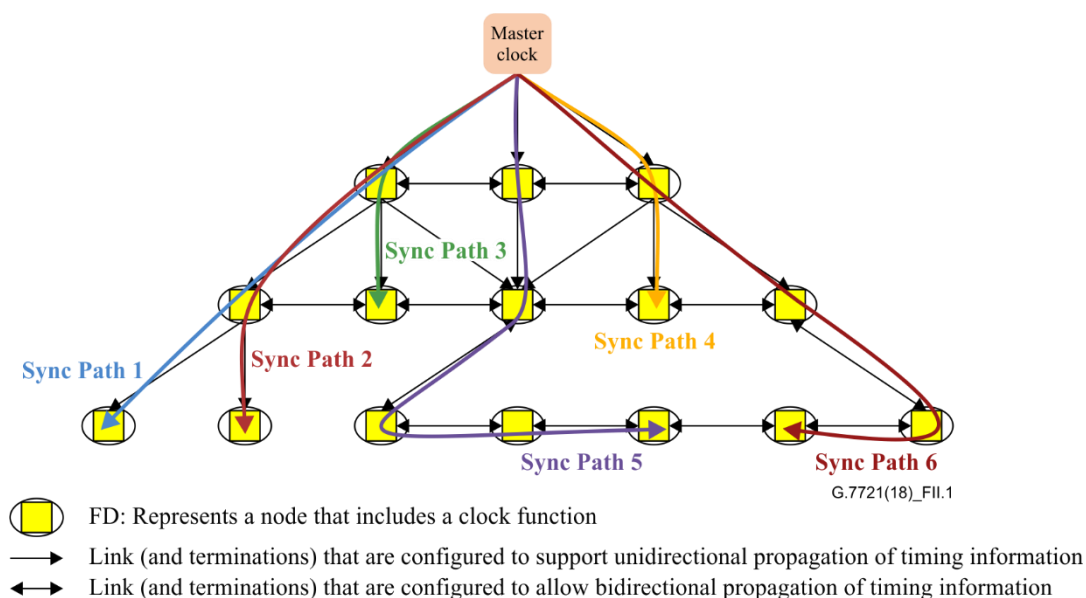 Master
clock
Sync Path 3
Sync Path 4
Sync Path 2
Sync Path 1
Sync Path 5
Sync Path 6
G.7721(18)_FII.1
FD: Represents a node that includes a clock function
Link (and terminations) that are configured to support unidirectional propagation of timing information
Link (and terminations) that are configured to allow bidirectional propagation of timing information